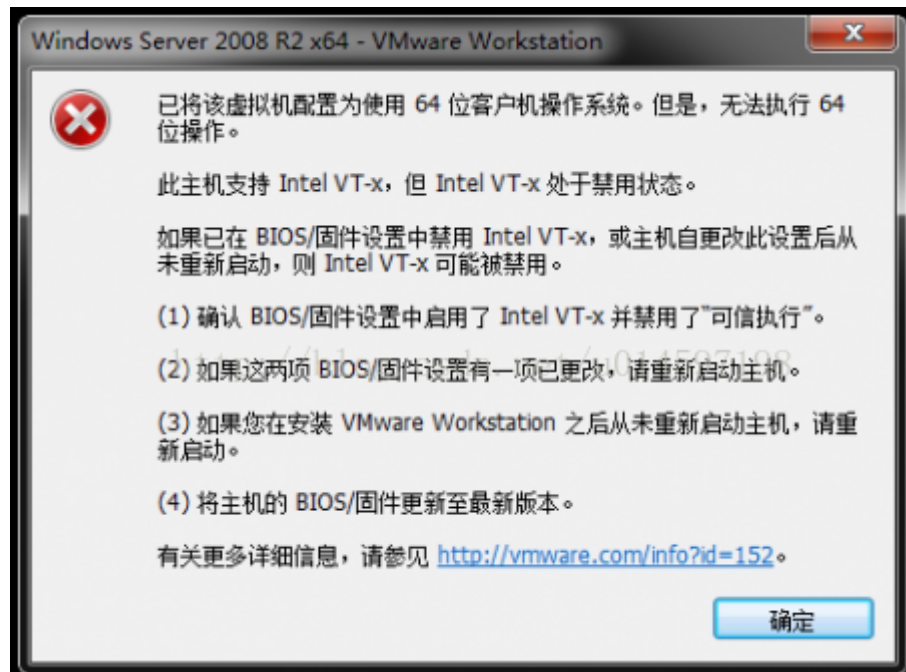 Windows Server 2008 R2 x64 - VMware Workstation
已将该虚拟机配置为使用 64 位客户机操作系统。但是，无法执行 64
位操作。
此主机支持 Intel VT-x，但 Intel VT-x 处于禁用状态。
如果已在 BIOS/固件设置中禁用 Intel VT-x，或主机自更改此设置后从
未重新启动，则 Intel VT-x 可能被禁用。
(1) 确认 BIOS/固件设置中启用了 Intel VT-x 并禁用了“可信执行”。
(2) 如果这两项 BIOS/固件设置有一项已更改，请重新启动主机。
(3) 如果您在安装 VMware Workstation 之后从未重新启动主机，请重
新启动。
(4) 将主机的 BIOS/固件更新至最新版本。
有关更多详细信息，请参见 http://vmware.com/info?id=152。
确定